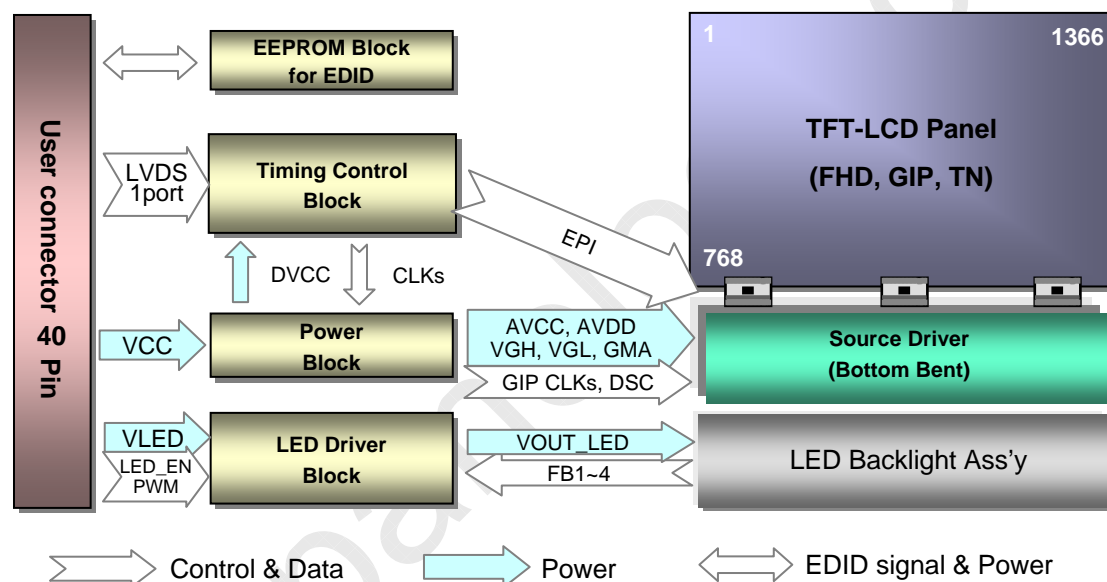 User connector 40 Pin
EEPROM Block
for EDID
LVDS
1port
Timing Control
Block
EPI
DVCC
CLKs
VCC
Power
Block
AVCC, AVDD
VGH, VGL, GMA
GIP CLKs, DSC
VLED
LED_EN
PWM
LED Driver
Block
VOUT_LED
FB1~4
1
1366
TFT-LCD Panel
(FHD, GIP, TN)
768
Source Driver
(Bottom Bent)
LED Backlight Ass'y
Control & Data
Power
EDID signal & Power